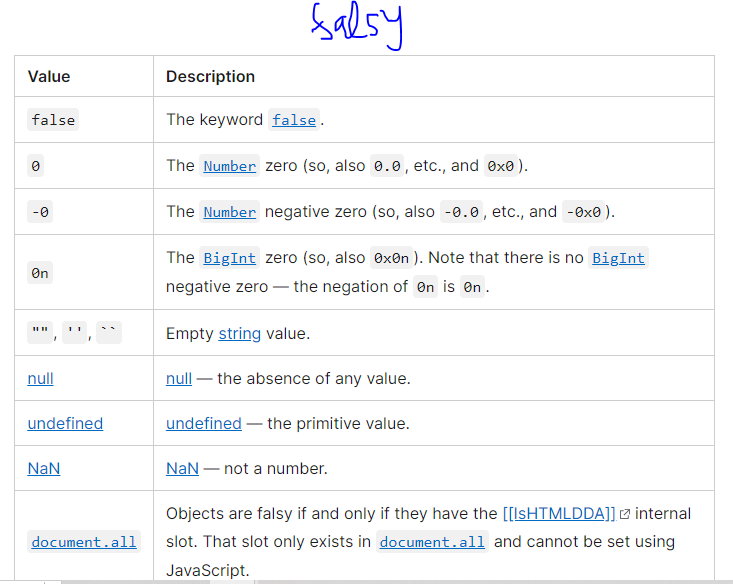 falsy
Value Description
false The keyword false.
0 The Number zero (so, also 0.0, etc., and 0x0).
-0 The Number negative zero (so, also -0.0, etc., and -0x0).
0n The BigInt zero (so, also 0x0n). Note that there is no BigInt
negative zero — the negation of 0n is 0n.
"", '', `` Empty string value.
null null — the absence of any value.
undefined undefined — the primitive value.
NaN NaN — not a number.
Objects are falsy if and only if they have the [[IsHTMLDDA]] internal
document.all slot. That slot only exists in document.all and cannot be set using
JavaScript.